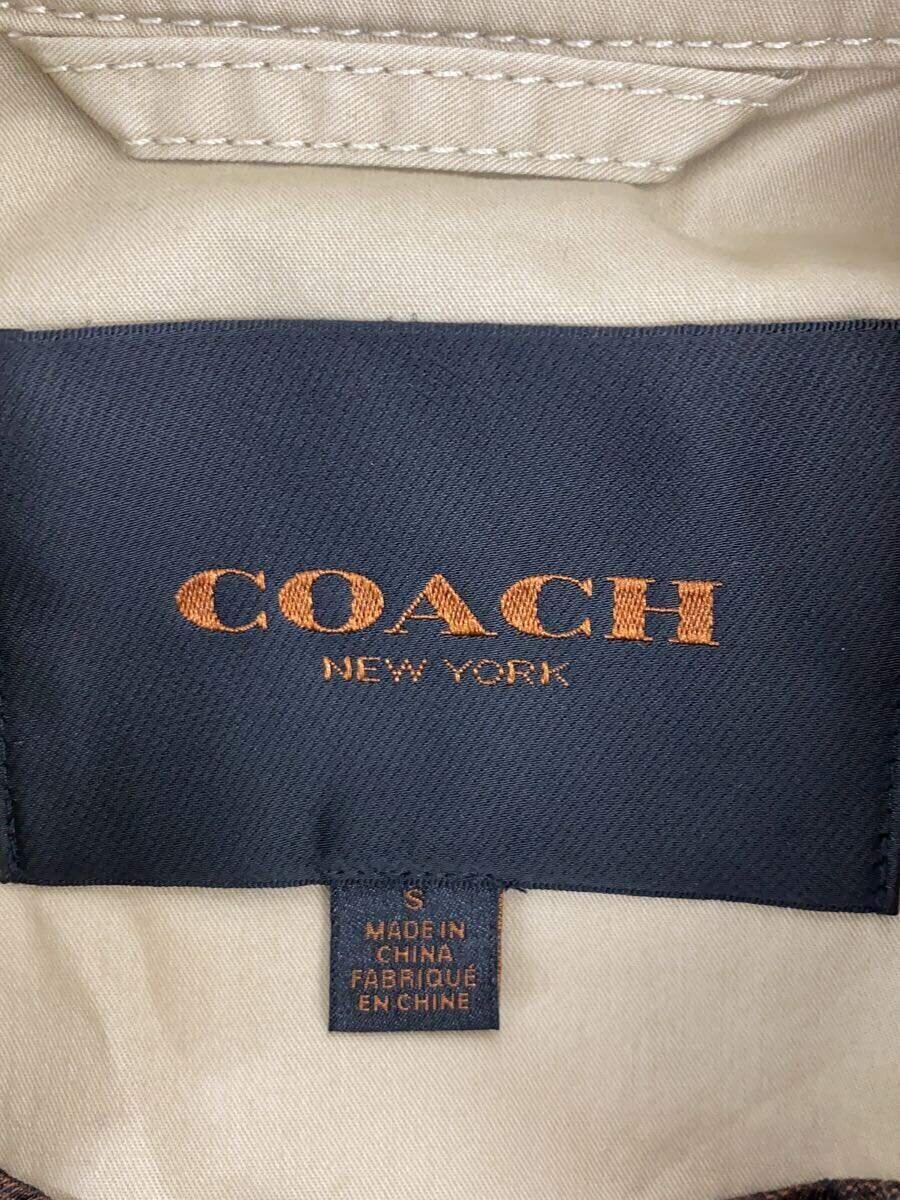 COACH
NEW YORK
S
MADE IN
CHINA
FABRIQUÉ
EN CHINE